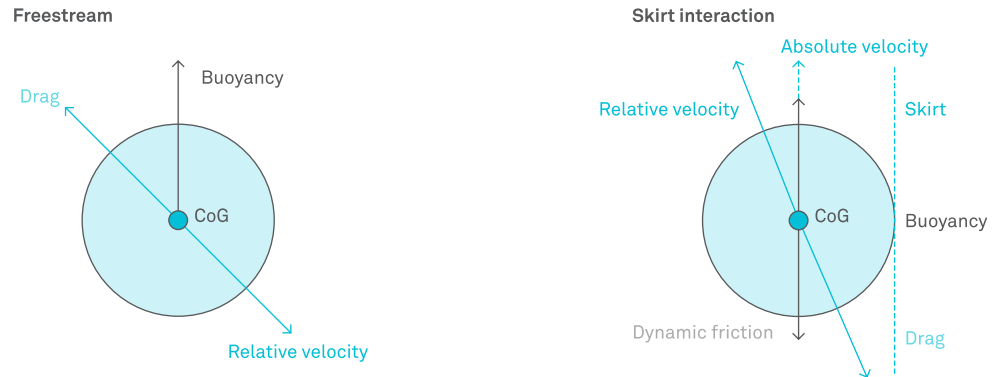 Freestream
Buoyancy
Drag
CoG
Relative velocity
Skirt interaction
Absolute velocity
Relative velocity
Skirt
CoG
Buoyancy
Dynamic friction
Drag